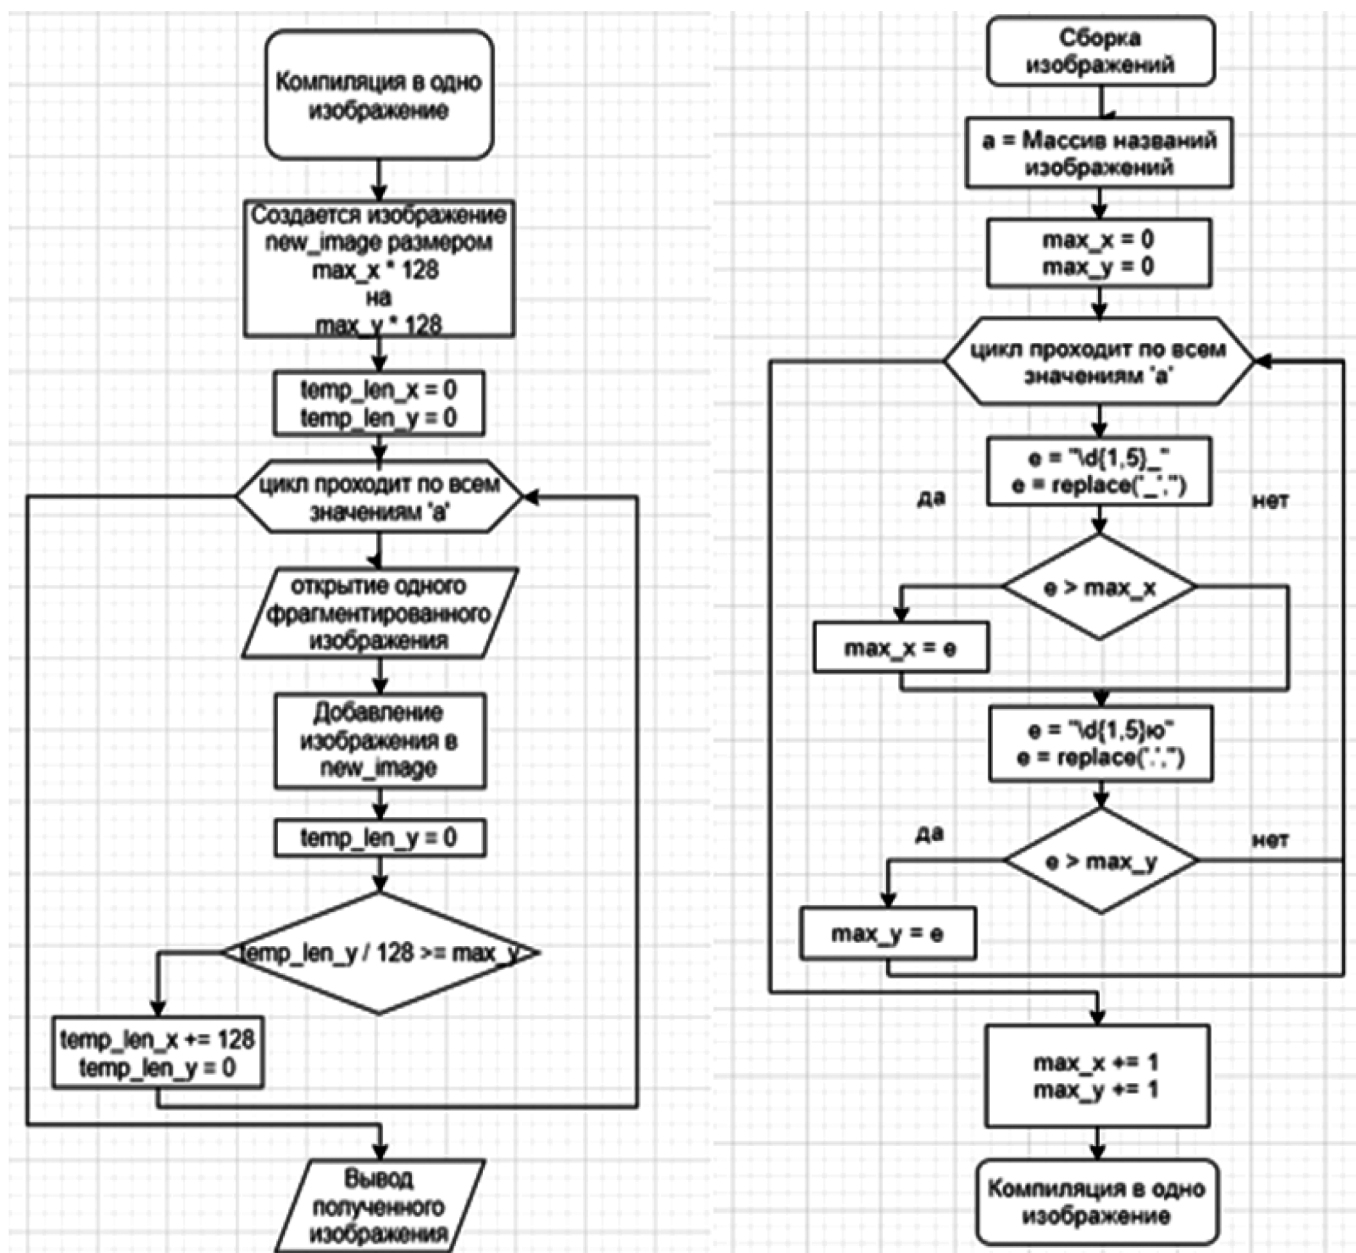 Компиляция в одно
изображение
Создается изображение
new_image размером
max_x * 128
на
max_y * 128
temp_len_x = 0
temp_len_y = 0
цикл проходит по всем
значениям 'a'
открытие одного
фрагментированного
изображения
Добавление
изображения в
new_image
temp_len_y = 0
temp_len_y / 128 >= max_y
temp_len_x += 128
temp_len_y = 0
Вывод
полученного
изображения
Сборка
изображений
a = Массив названий
изображений
max_x = 0
max_y = 0
цикл проходит по всем
значениям 'a'
e = "\d{1,5}_"
e = replace('_','')
да
нет
e > max_x
max_x = e
e = "\d{1,5}ю"
e = replace('.','')
да
нет
e > max_y
max_y = e
max_x += 1
max_y += 1
Компиляция в одно
изображение